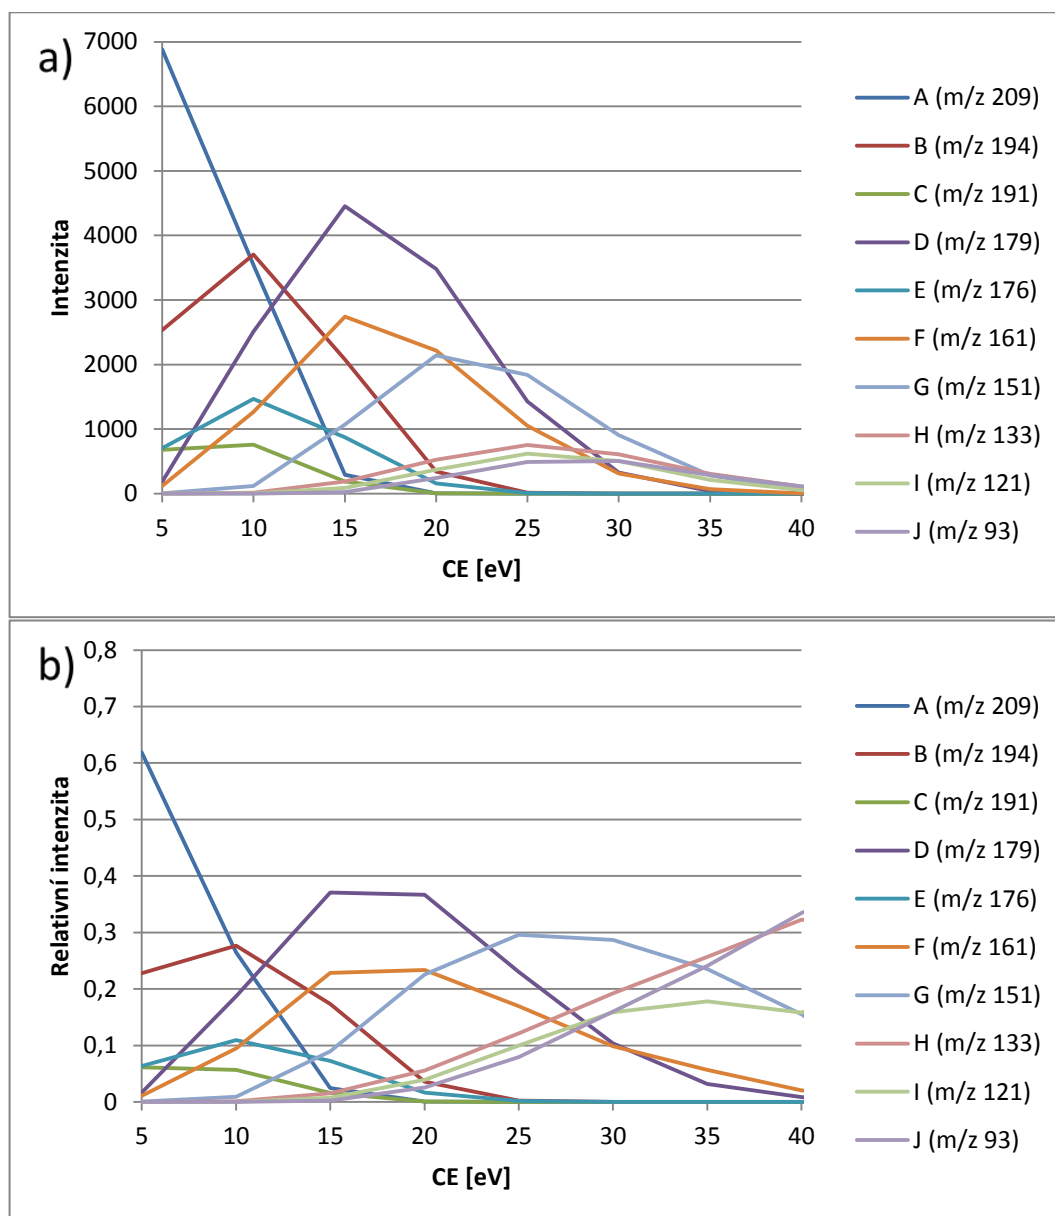 a)
7000
6000
5000
4000
3000
2000
1000
0
Intenzita
5 10 15 20 25 30 35 40
CE [eV]
A (m/z 209)
B (m/z 194)
C (m/z 191)
D (m/z 179)
E (m/z 176)
F (m/z 161)
G (m/z 151)
H (m/z 133)
I (m/z 121)
J (m/z 93)
b)
0,8
0,7
0,6
0,5
0,4
0,3
0,2
0,1
0
Relativní intenzita
5 10 15 20 25 30 35 40
CE [eV]
A (m/z 209)
B (m/z 194)
C (m/z 191)
D (m/z 179)
E (m/z 176)
F (m/z 161)
G (m/z 151)
H (m/z 133)
I (m/z 121)
J (m/z 93)